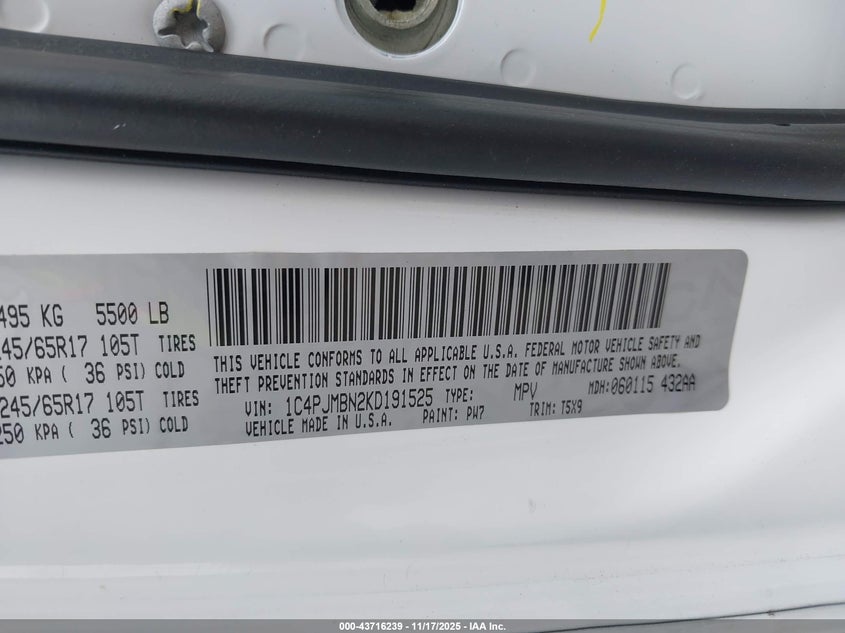 495 KG 5500 LB
245/65R17 105T TIRES
50 KPA ( 36 PSI) COLD
245/65R17 105T TIRES
250 KPA ( 36 PSI) COLD
THIS VEHICLE CONFORMS TO ALL APPLICABLE U.S.A. FEDERAL MOTOR VEHICLE SAFETY AND
THEFT PREVENTION STANDARDS IN EFFECT ON THE DATE OF MANUFACTURE SHOWN ABOVE.
VIN: 1C4PJMBN2KD191525 TYPE: MPV MDH: 060115 432AA
VEHICLE MADE IN U.S.A. PAINT: PW7 TRIM: T5X9
000-43716239 - 11/17/2025 - IAA Inc.